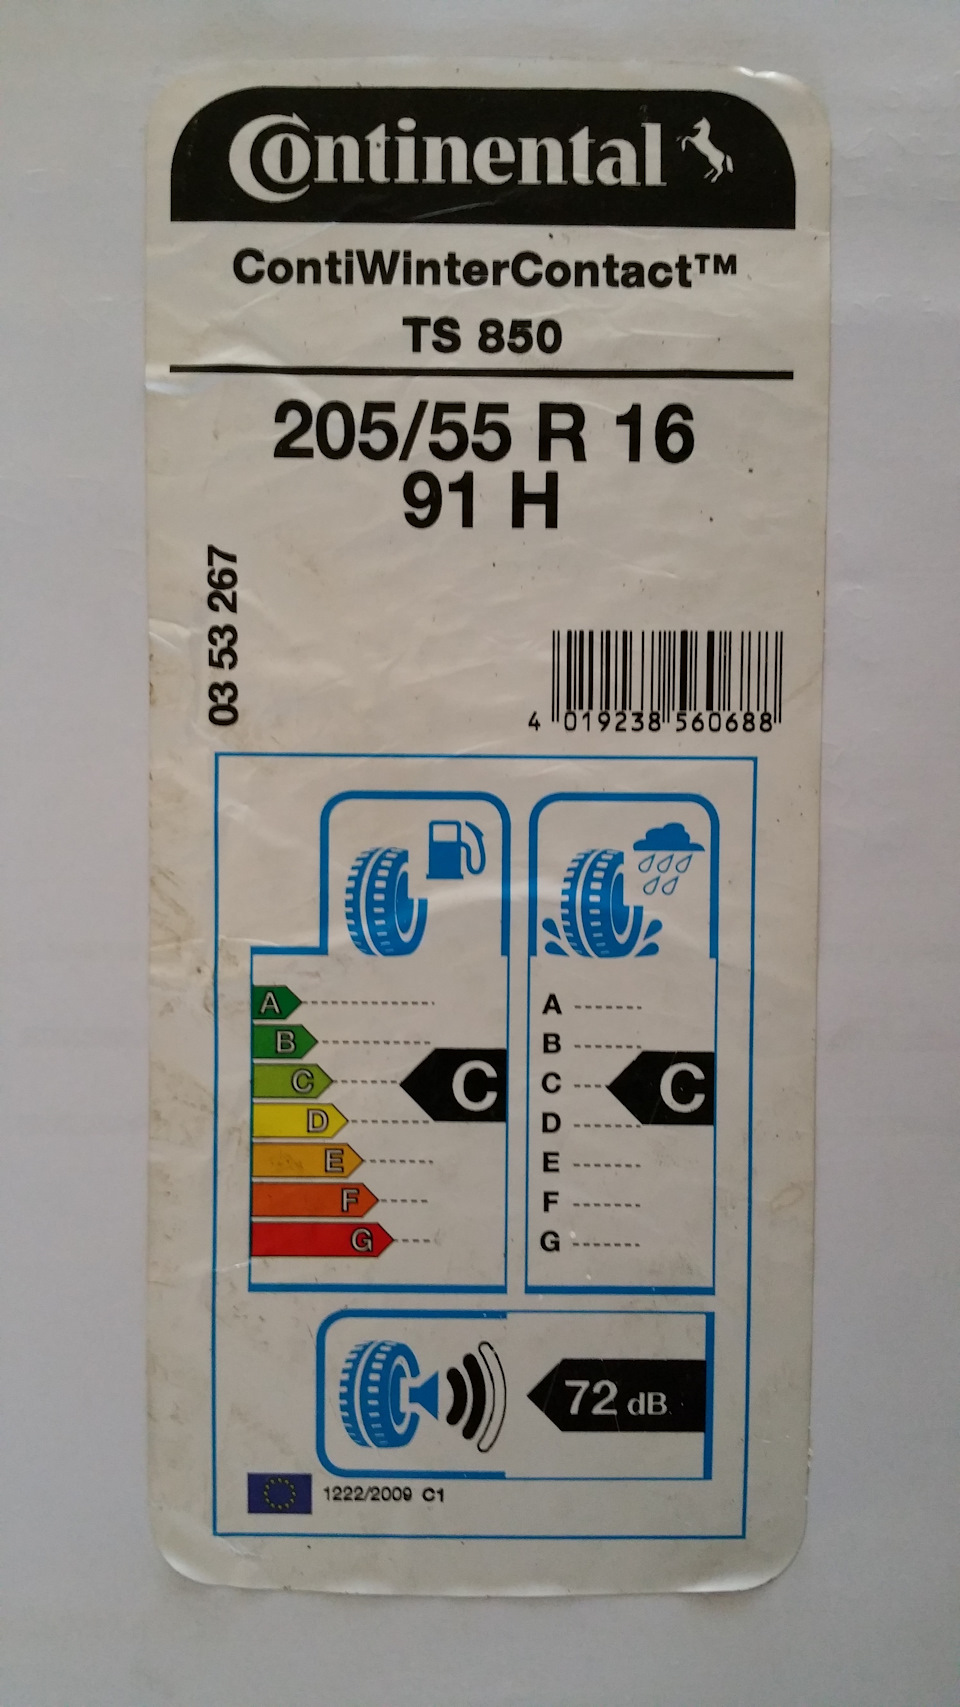 Continental
ContiWinterContact™
TS 850
205/55 R 16
91 H
03 53 267
4 019238 560688
A
B
C
D
E
F
G
C
A
B
C
D
E
F
G
C
72 dB
1222/2009 C1